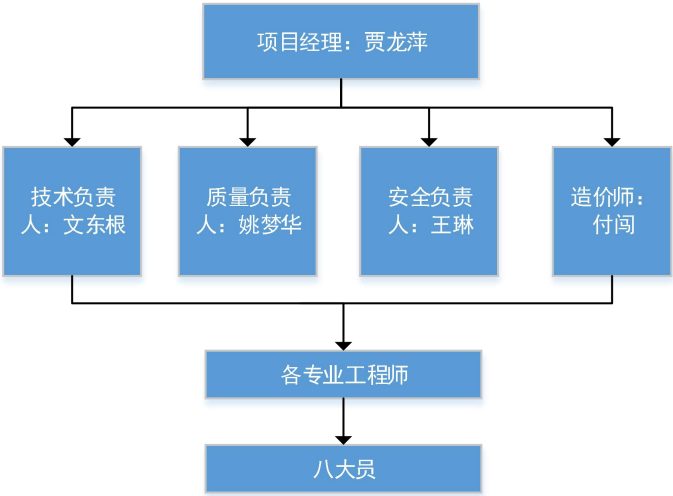 项目经理：贾龙萍
技术负责
人：文东根
质量负责
人：姚梦华
安全负责
人：王琳
造价师：
付闯
各专业工程师
八大员